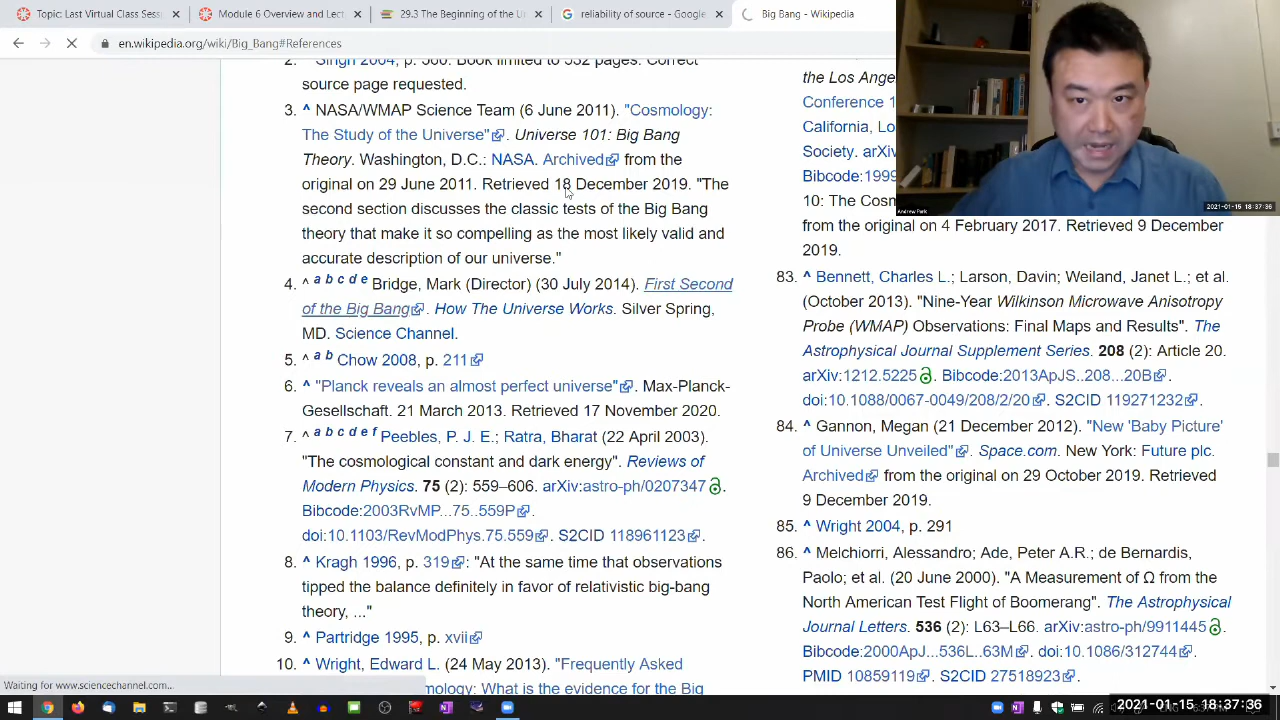 Topic: Last Virtual Class Sess
Module 6 Overview and Lect
29.3 The Beginning of the U
reliability of source - Google
Big Bang - Wikipedia
en.wikipedia.org/wiki/Big_Bang#References
2. Singh 2004, p. 560. Book limited to 532 pages. Correct
source page requested.
3. ^ NASA/WMAP Science Team (6 June 2011). "Cosmology:
The Study of the Universe". Universe 101: Big Bang
Theory. Washington, D.C.: NASA. Archived from the
original on 29 June 2011. Retrieved 18 December 2019. "The
second section discusses the classic tests of the Big Bang
theory that make it so compelling as the most likely valid and
accurate description of our universe."
4. ^ a b c d e Bridge, Mark (Director) (30 July 2014). First Second
of the Big Bang. How The Universe Works. Silver Spring,
MD. Science Channel.
5. ^ a b Chow 2008, p. 211
6. ^ "Planck reveals an almost perfect universe". Max-Planck-
Gesellschaft. 21 March 2013. Retrieved 17 November 2020.
7. ^ a b c d e f Peebles, P. J. E.; Ratra, Bharat (22 April 2003).
"The cosmological constant and dark energy". Reviews of
Modern Physics. 75 (2): 559–606. arXiv:astro-ph/0207347.
Bibcode:2003RvMP...75..559P.
doi:10.1103/RevModPhys.75.559. S2CID 118961123.
8. ^ Kragh 1996, p. 319: "At the same time that observations
tipped the balance definitely in favor of relativistic big-bang
theory, ..."
9. ^ Partridge 1995, p. xvii
10. ^ Wright, Edward L. (24 May 2013). "Frequently Asked
mology: What is the evidence for the Big
the Los Ange
Conference 1
California, Lo
Society. arXiv
Bibcode:1999
10: The Cosm
from the original on 4 February 2017. Retrieved 9 December
2019.
83. ^ Bennett, Charles L.; Larson, Davin; Weiland, Janet L.; et al.
(October 2013). "Nine-Year Wilkinson Microwave Anisotropy
Probe (WMAP) Observations: Final Maps and Results". The
Astrophysical Journal Supplement Series. 208 (2): Article 20.
arXiv:1212.5225. Bibcode:2013ApJS..208...20B.
doi:10.1088/0067-0049/208/2/20. S2CID 119271232.
84. ^ Gannon, Megan (21 December 2012). "New 'Baby Picture'
of Universe Unveiled". Space.com. New York: Future plc.
Archived from the original on 29 October 2019. Retrieved
9 December 2019.
85. ^ Wright 2004, p. 291
86. ^ Melchiorri, Alessandro; Ade, Peter A.R.; de Bernardis,
Paolo; et al. (20 June 2000). "A Measurement of Ω from the
North American Test Flight of Boomerang". The Astrophysical
Journal Letters. 536 (2): L63–L66. arXiv:astro-ph/9911445.
Bibcode:2000ApJ...536L..63M. doi:10.1086/312744.
PMID 10859119. S2CID 27518923.
Andrew Park
2021-01-15 18:37:36
Waiting for www.sciencechannel.com...
2021-01-15 18:37:36